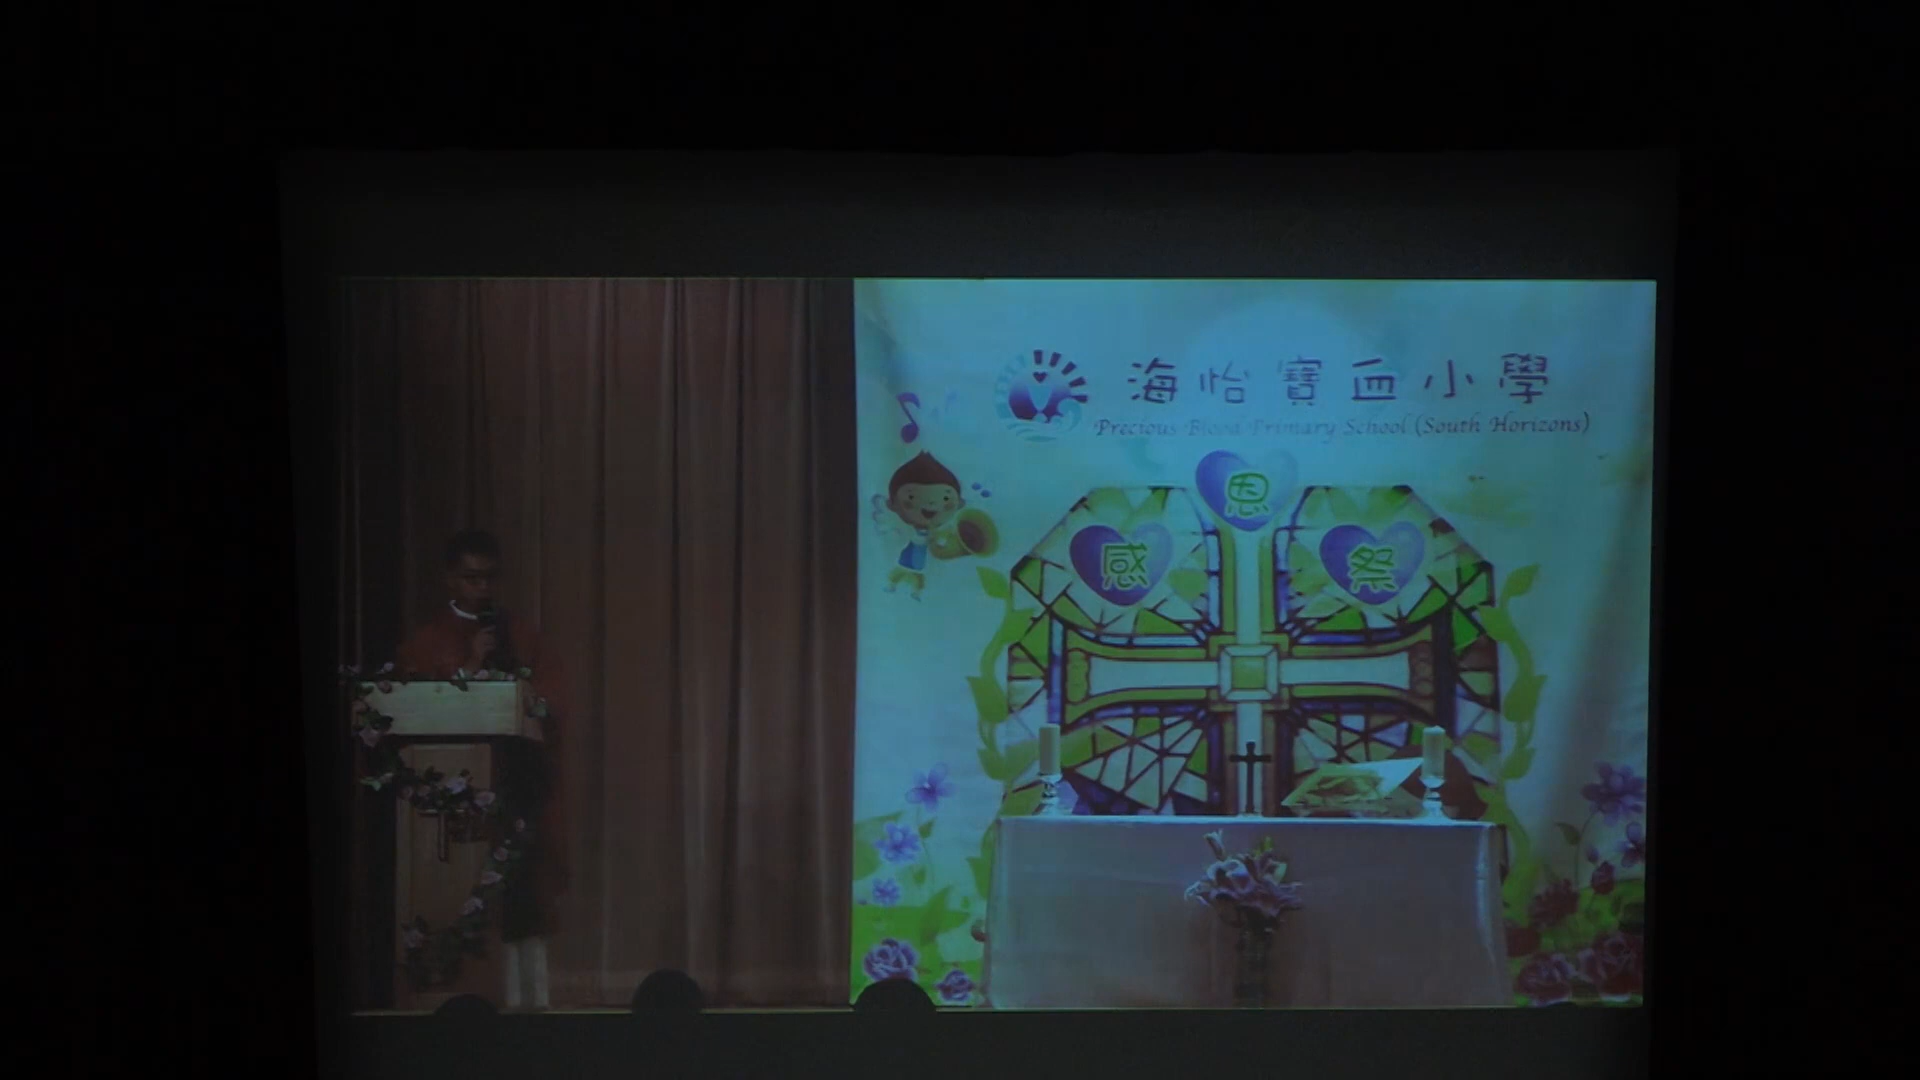 海怡寶血小學
Precious Blood Primary School (South Horizons)
感恩祭